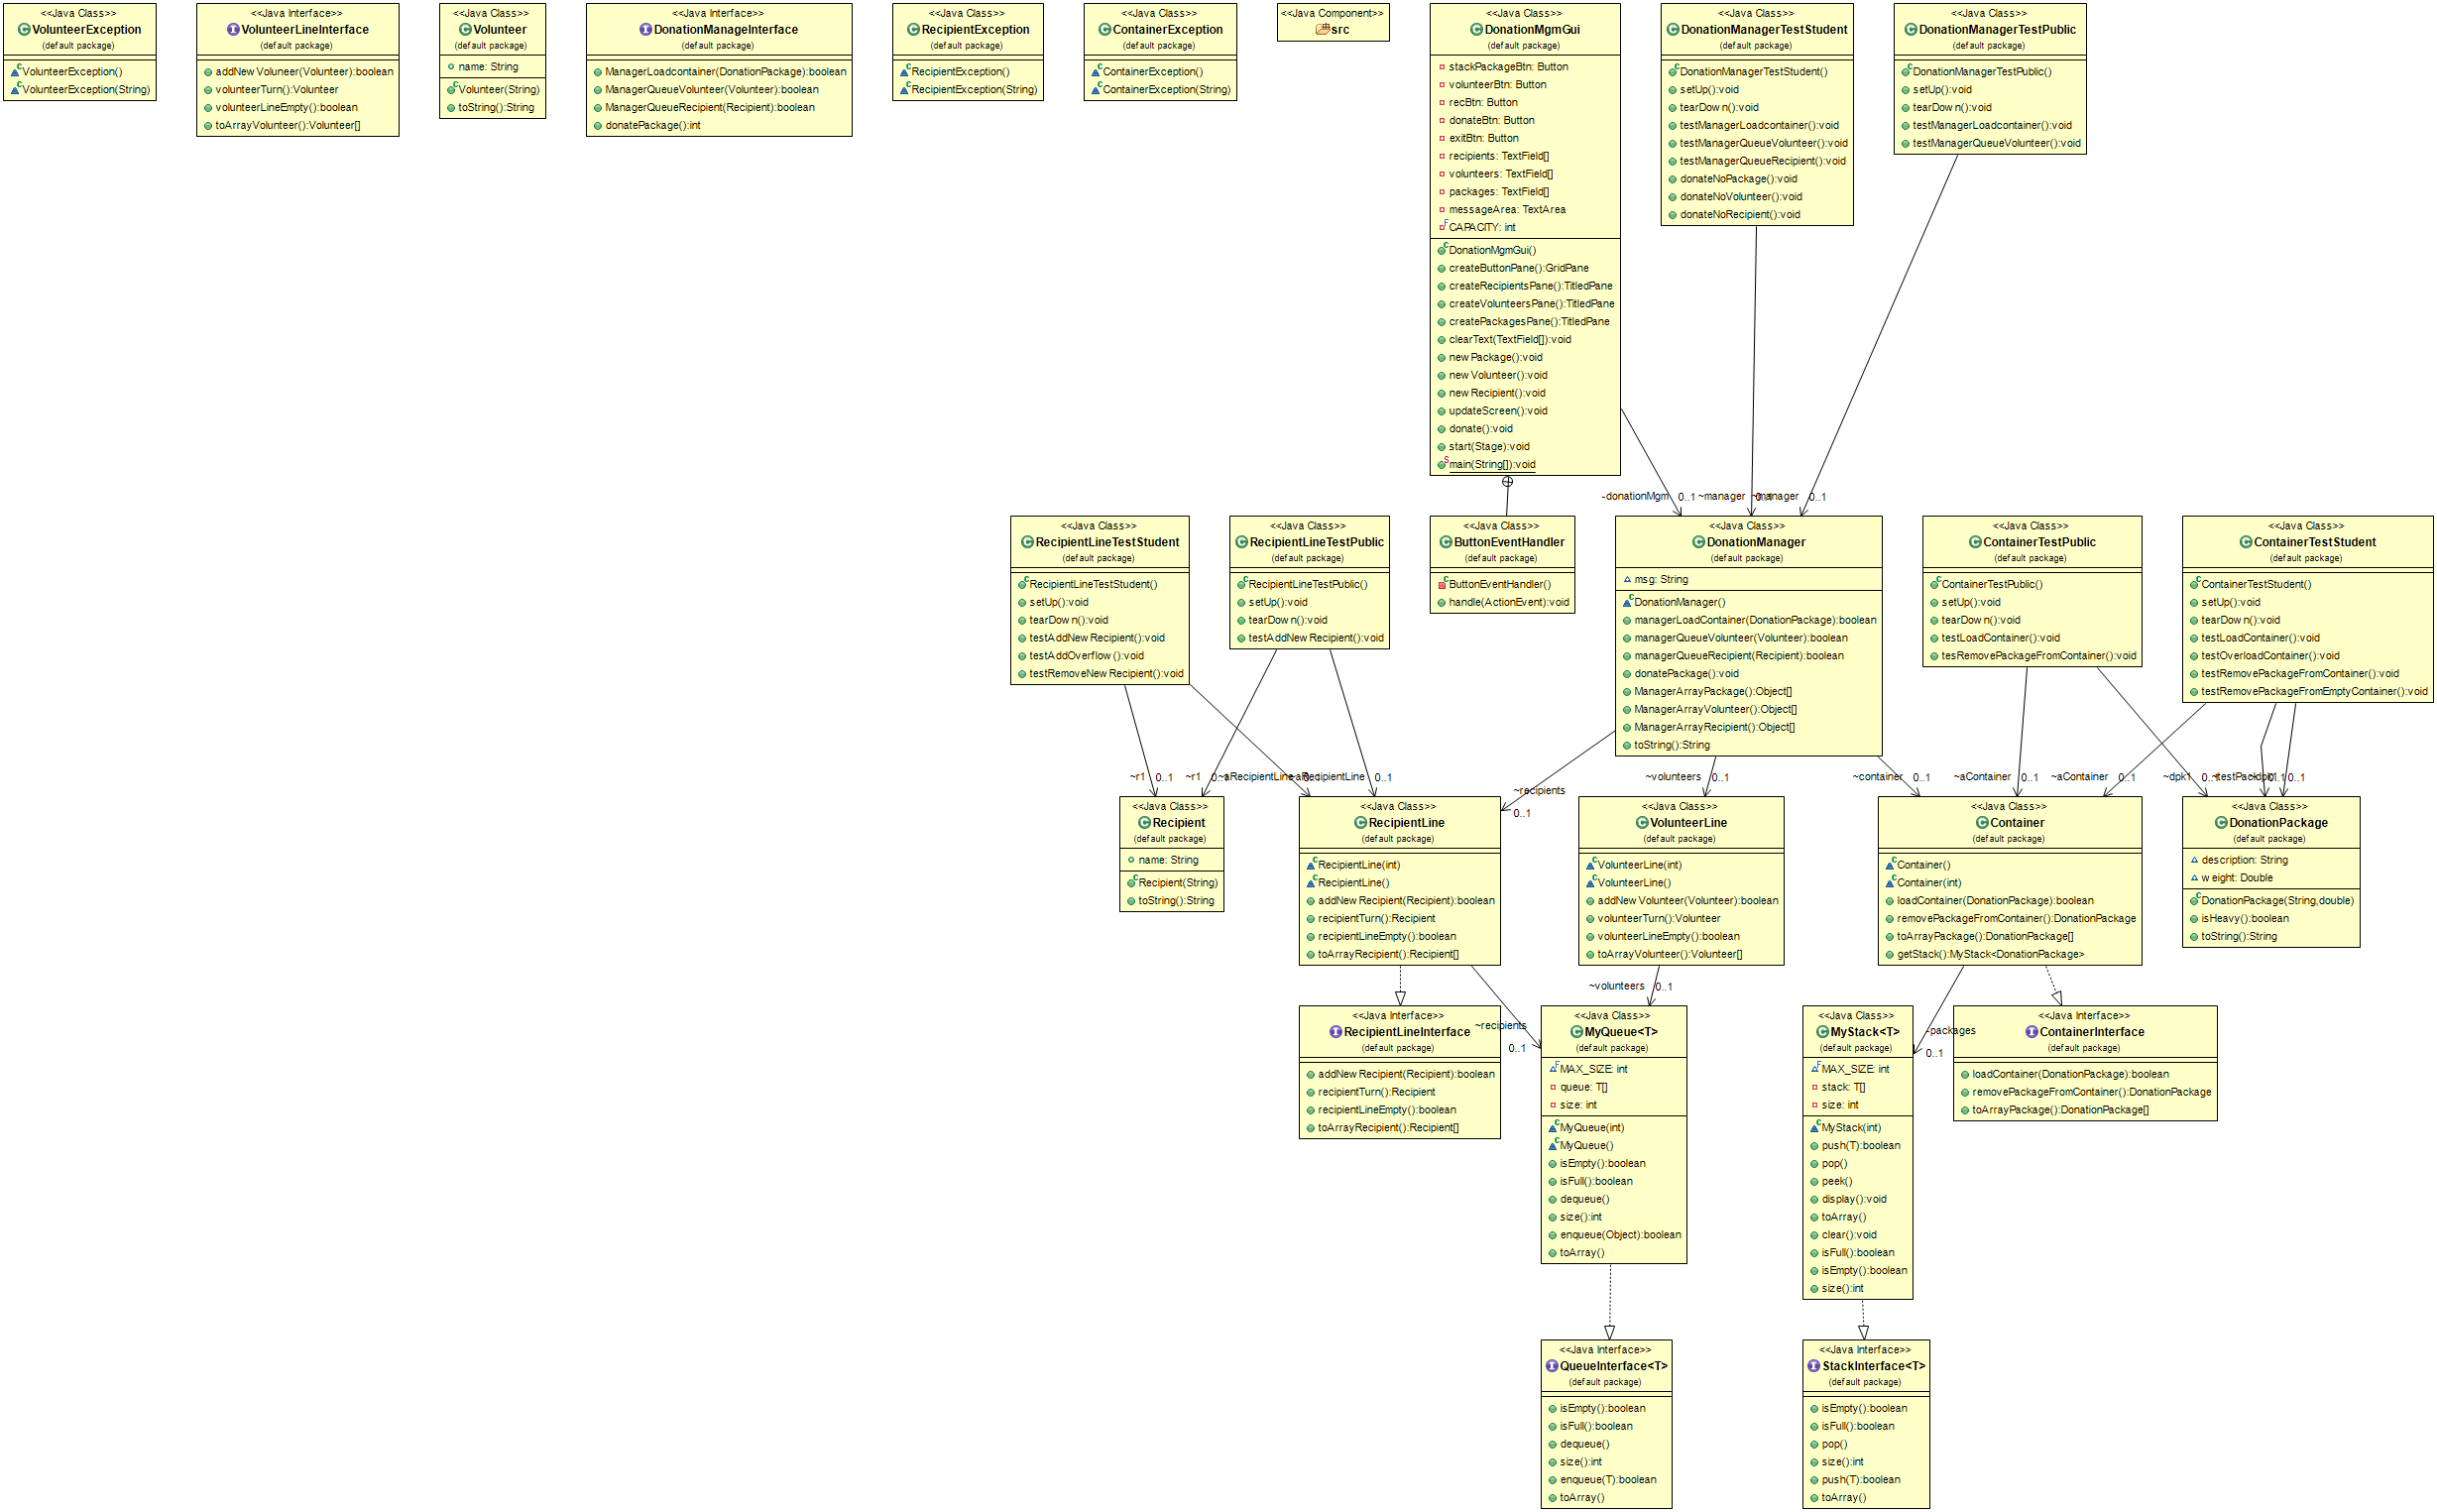 <<Java Class>>
VolunteerException
(default package)
VolunteerException()
VolunteerException(String)
<<Java Interface>>
VolunteerLineInterface
(default package)
addNewVoluneer(Volunteer):boolean
volunteerTurn():Volunteer
volunteerLineEmpty():boolean
toArrayVolunteer():Volunteer[]
<<Java Class>>
Volunteer
(default package)
name: String
Volunteer(String)
toString():String
<<Java Interface>>
DonationManageInterface
(default package)
ManagerLoadcontainer(DonationPackage):boolean
ManagerQueueVolunteer(Volunteer):boolean
ManagerQueueRecipient(Recipient):boolean
donatePackage():int
<<Java Class>>
RecipientException
(default package)
RecipientException()
RecipientException(String)
<<Java Class>>
ContainerException
(default package)
ContainerException()
ContainerException(String)
<<Java Component>>
src
<<Java Class>>
DonationMgmGui
(default package)
stackPackageBtn: Button
volunteerBtn: Button
recBtn: Button
donateBtn: Button
exitBtn: Button
recipients: TextField[]
volunteers: TextField[]
packages: TextField[]
messageArea: TextArea
CAPACITY: int
DonationMgmGui()
createButtonPane():GridPane
createRecipientsPane():TitledPane
createVolunteersPane():TitledPane
createPackagesPane():TitledPane
clearText(TextField[]):void
newPackage():void
newVolunteer():void
newRecipient():void
updateScreen():void
donate():void
start(Stage):void
main(String[]):void
<<Java Class>>
DonationManagerTestStudent
(default package)
DonationManagerTestStudent()
setUp():void
tearDown():void
testManagerLoadcontainer():void
testManagerQueueVolunteer():void
testManagerQueueRecipient():void
donateNoPackage():void
donateNoVolunteer():void
donateNoRecipient():void
<<Java Class>>
DonationManagerTestPublic
(default package)
DonationManagerTestPublic()
setUp():void
tearDown():void
testManagerLoadcontainer():void
testManagerQueueVolunteer():void
-donationMgm 0..1
~manager 0..1
~manager 0..1
<<Java Class>>
RecipientLineTestStudent
(default package)
RecipientLineTestStudent()
setUp():void
tearDown():void
testAddNewRecipient():void
testAddOverflow():void
testRemoveNewRecipient():void
<<Java Class>>
RecipientLineTestPublic
(default package)
RecipientLineTestPublic()
setUp():void
tearDown():void
testAddNewRecipient():void
<<Java Class>>
ButtonEventHandler
(default package)
ButtonEventHandler()
handle(ActionEvent):void
<<Java Class>>
DonationManager
(default package)
msg: String
DonationManager()
managerLoadContainer(DonationPackage):boolean
managerQueueVolunteer(Volunteer):boolean
managerQueueRecipient(Recipient):boolean
donatePackage():void
ManagerArrayPackage():Object[]
ManagerArrayVolunteer():Object[]
ManagerArrayRecipient():Object[]
toString():String
<<Java Class>>
ContainerTestPublic
(default package)
ContainerTestPublic()
setUp():void
tearDown():void
testLoadContainer():void
tesRemovePackageFromContainer():void
<<Java Class>>
ContainerTestStudent
(default package)
ContainerTestStudent()
setUp():void
tearDown():void
testLoadContainer():void
testOverloadContainer():void
testRemovePackageFromContainer():void
testRemovePackageFromEmptyContainer():void
~r1 0..1
~r1 0..1
~aRecipientLine 0..1
~aRecipientLine 0..1
~recipients
0..1
~volunteers 0..1
~container 0..1
~aContainer 0..1
~aContainer 0..1
~dpk1 0..1
~testPack 0..1
~dpk1 0..1
<<Java Class>>
Recipient
(default package)
name: String
Recipient(String)
toString():String
<<Java Class>>
RecipientLine
(default package)
RecipientLine(int)
RecipientLine()
addNewRecipient(Recipient):boolean
recipientTurn():Recipient
recipientLineEmpty():boolean
toArrayRecipient():Recipient[]
<<Java Class>>
VolunteerLine
(default package)
VolunteerLine(int)
VolunteerLine()
addNewVolunteer(Volunteer):boolean
volunteerTurn():Volunteer
volunteerLineEmpty():boolean
toArrayVolunteer():Volunteer[]
<<Java Class>>
Container
(default package)
Container()
Container(int)
loadContainer(DonationPackage):boolean
removePackageFromContainer():DonationPackage
toArrayPackage():DonationPackage[]
getStack():MyStack<DonationPackage>
<<Java Class>>
DonationPackage
(default package)
description: String
weight: Double
DonationPackage(String,double)
isHeavy():boolean
toString():String
~volunteers 0..1
~recipients
0..1
-packages
0..1
<<Java Interface>>
RecipientLineInterface
(default package)
addNewRecipient(Recipient):boolean
recipientTurn():Recipient
recipientLineEmpty():boolean
toArrayRecipient():Recipient[]
<<Java Class>>
MyQueue<T>
(default package)
MAX_SIZE: int
queue: T[]
size: int
MyQueue(int)
MyQueue()
isEmpty():boolean
isFull():boolean
dequeue()
size():int
enqueue(Object):boolean
toArray()
<<Java Class>>
MyStack<T>
(default package)
MAX_SIZE: int
stack: T[]
size: int
MyStack(int)
push(T):boolean
pop()
peek()
display():void
toArray()
clear():void
isFull():boolean
isEmpty():boolean
size():int
<<Java Interface>>
ContainerInterface
(default package)
loadContainer(DonationPackage):boolean
removePackageFromContainer():DonationPackage
toArrayPackage():DonationPackage[]
<<Java Interface>>
QueueInterface<T>
(default package)
isEmpty():boolean
isFull():boolean
dequeue()
size():int
enqueue(T):boolean
toArray()
<<Java Interface>>
StackInterface<T>
(default package)
isEmpty():boolean
isFull():boolean
pop()
size():int
push(T):boolean
toArray()